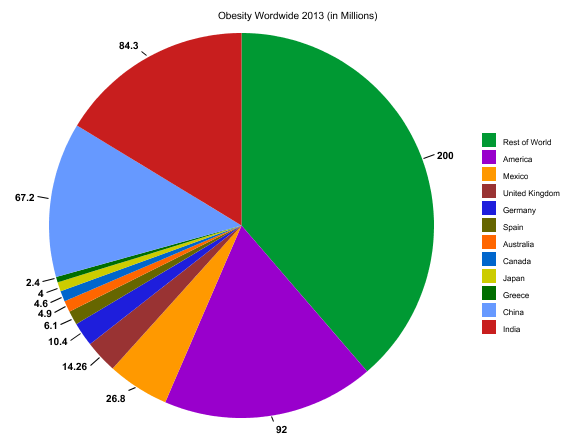 Obesity Wordwide 2013 (in Millions)
84.3
200
67.2
2.4
4
4.6
4.9
6.1
10.4
14.26
26.8
92
Rest of World
America
Mexico
United Kingdom
Germany
Spain
Australia
Canada
Japan
Greece
China
India